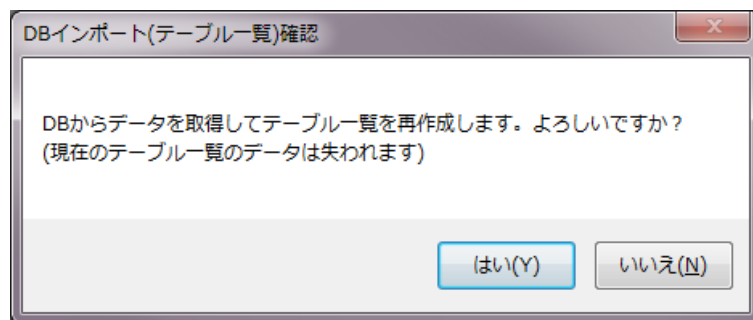 DBインポート(テーブル一覧)確認
DBからデータを取得してテーブル一覧を再作成します。よろしいですか？
(現在のテーブル一覧のデータは失われます)
はい(Y)
いいえ(N)